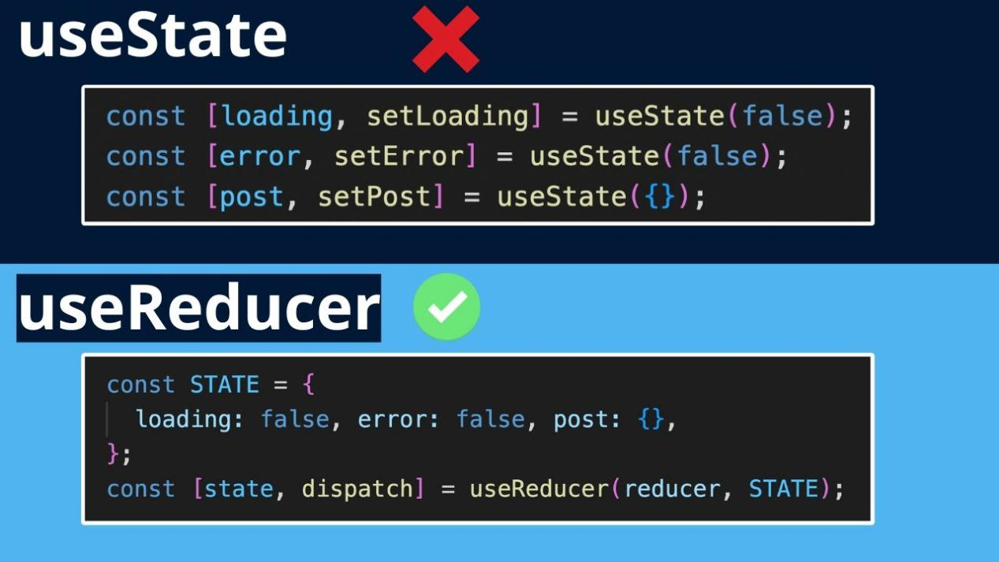 useState
const [loading, setLoading] = useState(false);
const [error, setError] = useState(false);
const [post, setPost] = useState({});
useReducer
const STATE = {
loading: false, error: false, post: {},
};
const [state, dispatch] = useReducer(reducer, STATE);